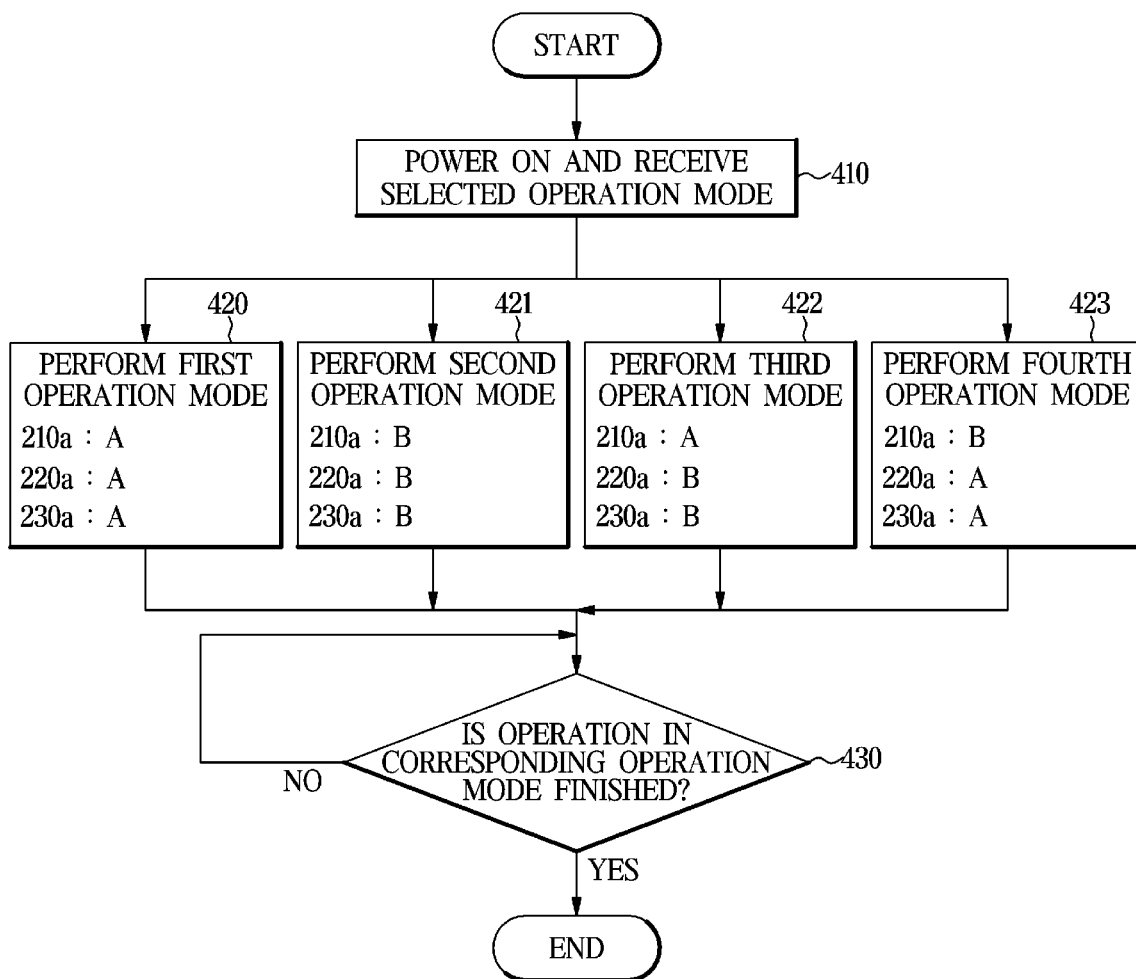 START
POWER ON AND RECEIVE
SELECTED OPERATION MODE
410
420
PERFORM FIRST
OPERATION MODE
210a : A
220a : A
230a : A
421
PERFORM SECOND
OPERATION MODE
210a : B
220a : B
230a : B
422
PERFORM THIRD
OPERATION MODE
210a : A
220a : B
230a : B
423
PERFORM FOURTH
OPERATION MODE
210a : B
220a : A
230a : A
IS OPERATION IN
CORRESPONDING OPERATION
MODE FINISHED?
430
NO
YES
END